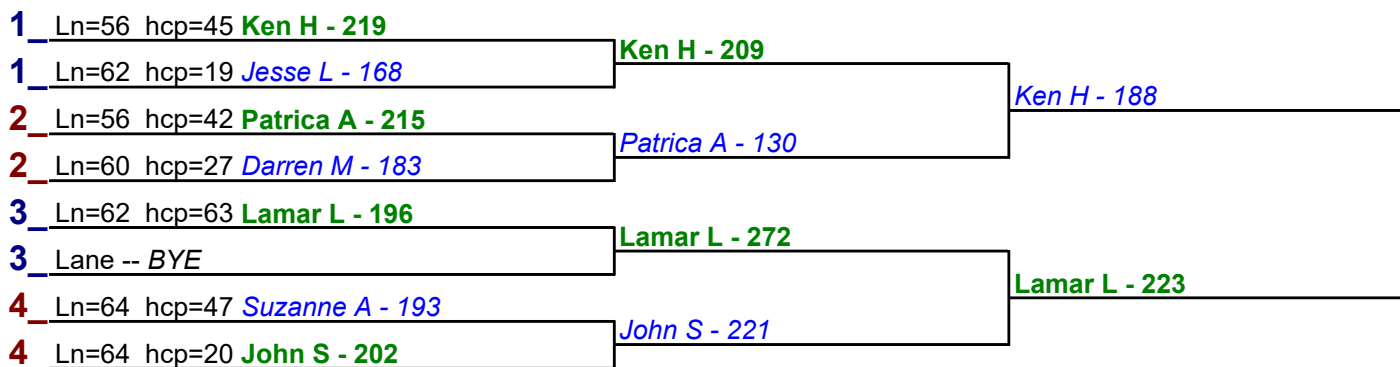 1_ Ln=56 hcp=45 Ken H - 219
Ken H - 209
1_ Ln=62 hcp=19 Jesse L - 168
Ken H - 188
2_ Ln=56 hcp=42 Patrica A - 215
Patrica A - 130
2_ Ln=60 hcp=27 Darren M - 183
3_ Ln=62 hcp=63 Lamar L - 196
Lamar L - 272
3_ Lane -- BYE
Lamar L - 223
4_ Ln=64 hcp=47 Suzanne A - 193
John S - 221
4 Ln=64 hcp=20 John S - 202